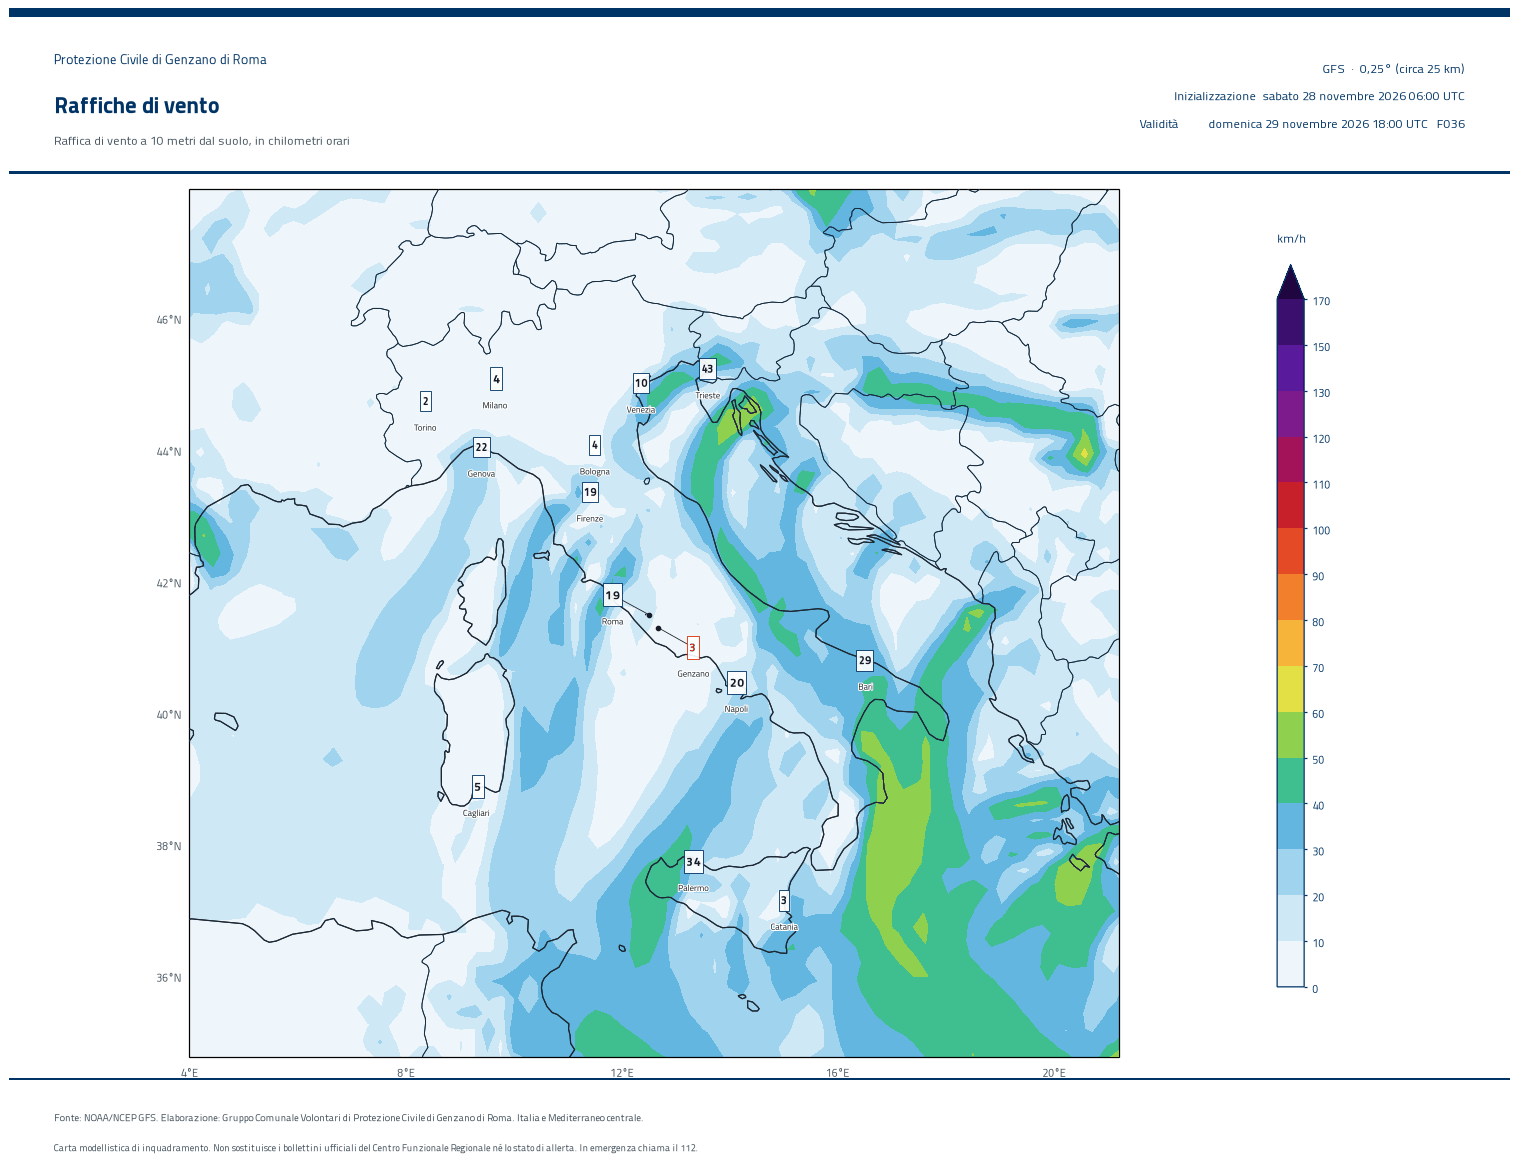 Protezione Civile di Genzano di Roma
Raffiche di vento
Raffica di vento a 10 metri dal suolo, in chilometri orari
GFS · 0,25° (circa 25 km)
Inizializzazione sabato 28 novembre 2026 06:00 UTC
Validità domenica 29 novembre 2026 18:00 UTC F036
km/h
170
150
130
120
110
100
90
80
70
60
50
40
30
20
10
0
46°N
44°N
42°N
40°N
38°N
36°N
4°E
8°E
12°E
16°E
20°E
43
Trieste
10
Venezia
4
Milano
2
Torino
22
Genova
4
Bologna
19
Firenze
19
Roma
3
Genzano
20
Napoli
29
Bari
5
Cagliari
34
Palermo
3
Catania
Fonte: NOAA/NCEP GFS. Elaborazione: Gruppo Comunale Volontari di Protezione Civile di Genzano di Roma. Italia e Mediterraneo centrale.
Carta modellistica di inquadramento. Non sostituisce i bollettini ufficiali del Centro Funzionale Regionale né lo stato di allerta. In emergenza chiama il 112.